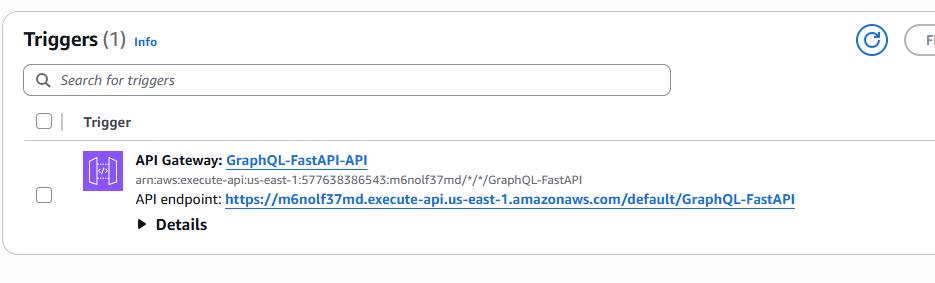 Triggers (1) Info
Search for triggers
Trigger
API Gateway: GraphQL-FastAPI-API
arn:aws:execute-api:us-east-1:577638386543:m6nolf37md/*/*/GraphQL-FastAPI
API endpoint: https://m6nolf37md.execute-api.us-east-1.amazonaws.com/default/GraphQL-FastAPI
Details